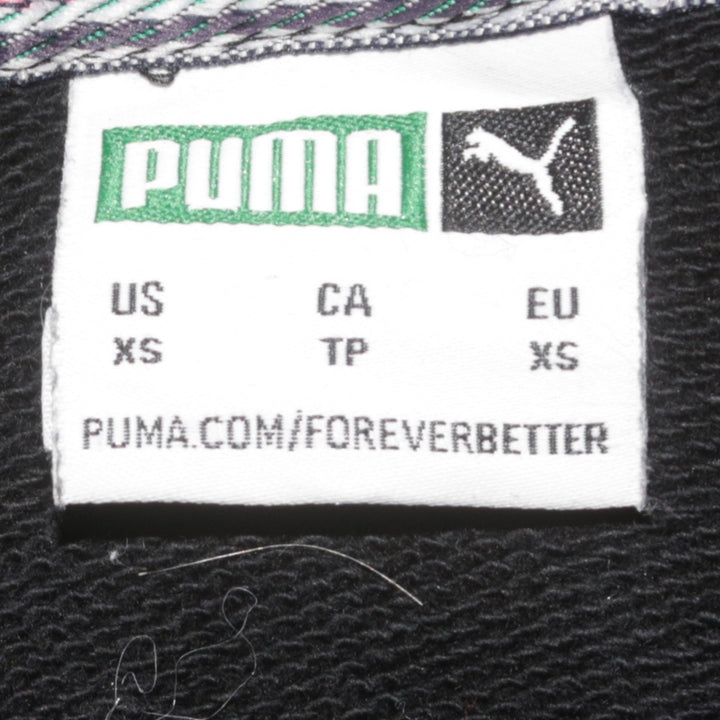 PUMA
US CA EU
XS TP XS
PUMA.COM/FOREVERBETTER